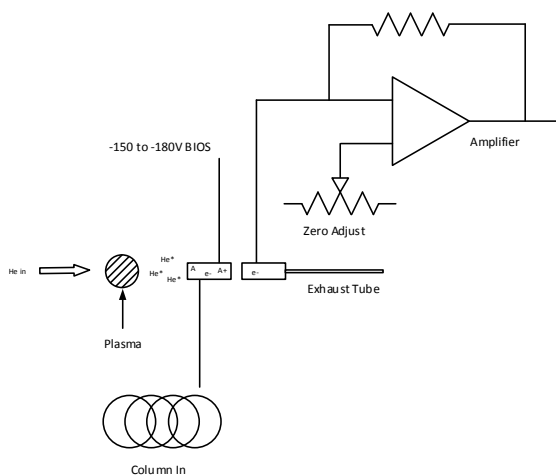 Amplifier
-150 to -180V BIOS
Zero Adjust
He*
He in
He*
He*
A
e-
A+
e-
Exhaust Tube
Plasma
Column In